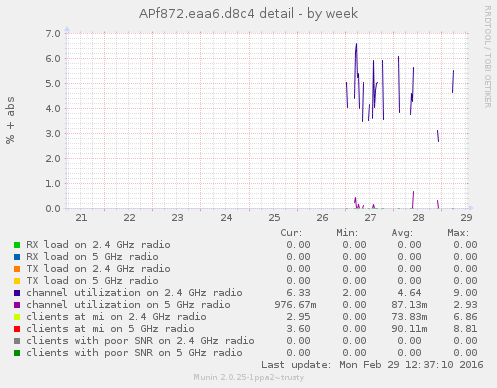 APf872.eaa6.d8c4 detail - by week
RRDTOOL / TOBI OETIKER
% + abs
7.0
6.0
5.0
4.0
3.0
2.0
1.0
0.0
21 22 23 24 25 26 27 28 29
Cur: Min: Avg: Max:
RX load on 2.4 GHz radio 0.00 0.00 0.00 0.00
RX load on 5 GHz radio 0.00 0.00 0.00 0.00
TX load on 2.4 GHz radio 0.00 0.00 0.00 0.00
TX load on 5 GHz radio 0.00 0.00 0.00 0.00
channel utilization on 2.4 GHz radio 6.33 2.00 4.64 9.00
channel utilization on 5 GHz radio 976.67m 0.00 87.13m 2.93
clients at mi on 2.4 GHz radio 2.95 0.00 73.83m 6.86
clients at mi on 5 GHz radio 3.60 0.00 90.11m 8.81
clients with poor SNR on 2.4 GHz radio 0.00 0.00 0.00 0.00
clients with poor SNR on 5 GHz radio 0.00 0.00 0.00 0.00
Last update: Mon Feb 29 12:37:10 2016
Munin 2.0.25-1ppa2~trusty